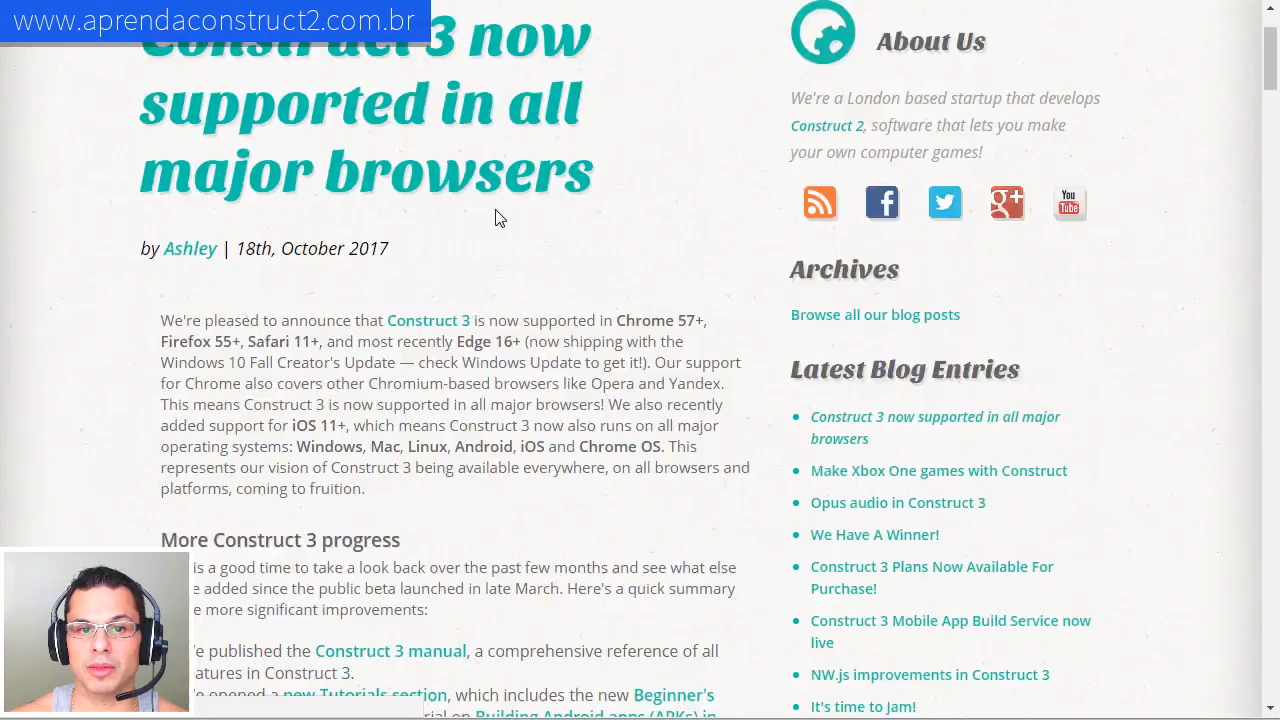 www.aprendaconstruct2.com.br
Construct 3 now
supported in all
major browsers
by Ashley | 18th, October 2017
We're pleased to announce that Construct 3 is now supported in Chrome 57+,
Firefox 55+, Safari 11+, and most recently Edge 16+ (now shipping with the
Windows 10 Fall Creator's Update — check Windows Update to get it!). Our support
for Chrome also covers other Chromium-based browsers like Opera and Yandex.
This means Construct 3 is now supported in all major browsers! We also recently
added support for iOS 11+, which means Construct 3 now also runs on all major
operating systems: Windows, Mac, Linux, Android, iOS and Chrome OS. This
represents our vision of Construct 3 being available everywhere, on all browsers and
platforms, coming to fruition.
More Construct 3 progress
is a good time to take a look back over the past few months and see what else
added since the public beta launched in late March. Here's a quick summary
more significant improvements:
published the Construct 3 manual, a comprehensive reference of all
atures in Construct 3.
opened a new Tutorials section, which includes the new Beginner's
rial on Building Android apps (APKs) in
About Us
We're a London based startup that develops
Construct 2, software that lets you make
your own computer games!
You
Tube
Archives
Browse all our blog posts
Latest Blog Entries
Construct 3 now supported in all major
browsers
Make Xbox One games with Construct
Opus audio in Construct 3
We Have A Winner!
Construct 3 Plans Now Available For
Purchase!
Construct 3 Mobile App Build Service now
live
NW.js improvements in Construct 3
It's time to Jam!